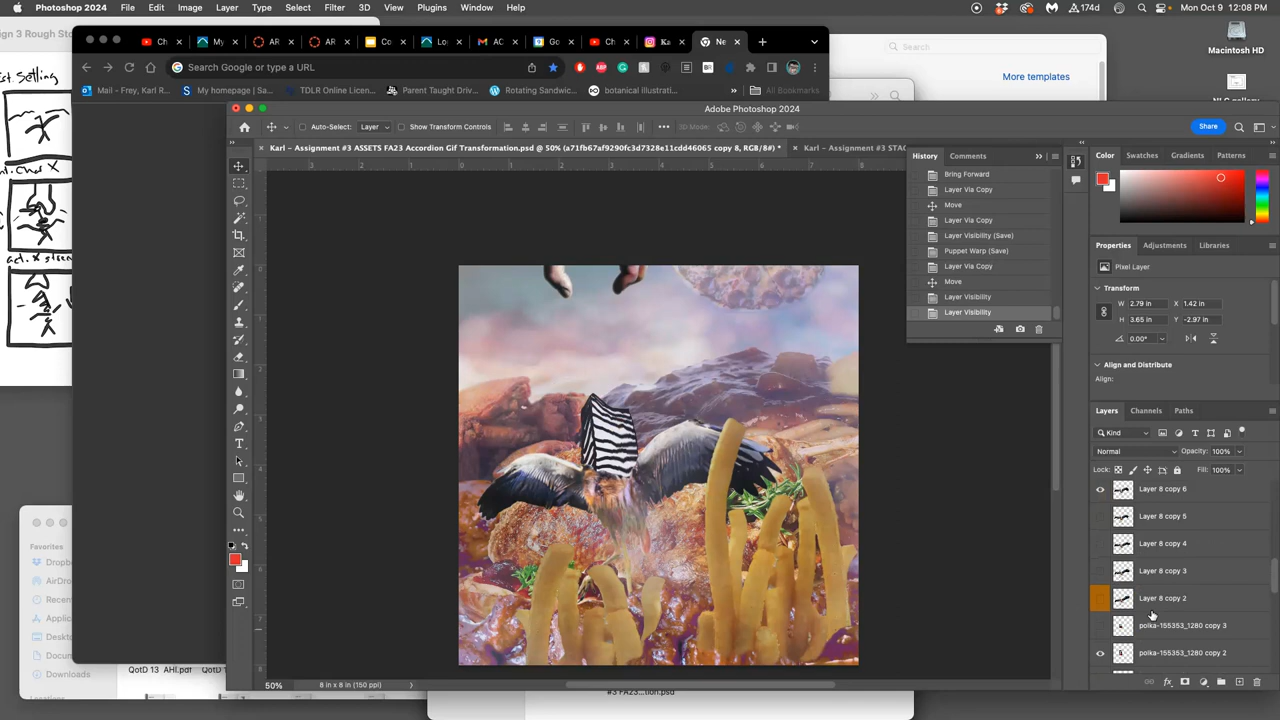 Photoshop 2024 File Edit Image Layer Type Select Filter 3D View Plugins Window Help 174d Mon Oct 9 12:08 PM
ign 3 Rough
Setting
Ch My AR AR Co Lo AC Go Ch Ka Ne
Search Google or type a URL
Search
More templates
Macintosh HD
Mail - Frey, Karl R... My homepage | Sa... TDLR Online Licen... Parent Taught Driv... Rotating Sandwic... botanical illustrati... All Bookmarks
Adobe Photoshop 2024
Auto-Select: Layer Show Transform Controls 3D Mode: Share
Karl – Assignment #3 ASSETS FA23 Accordion Gif Transformation.psd @ 50% (a71fb67af9290fc3d7328e11cdd46065 copy 8, RGB/8#) *
Karl – Assignment #3 STAC
History Comments
Bring Forward
Layer Via Copy
Move
Layer Via Copy
Layer Visibility (Save)
Puppet Warp (Save)
Layer Via Copy
Move
Layer Visibility
Layer Visibility
Color Swatches Gradients Patterns
Properties Adjustments Libraries
Pixel Layer
Transform
W 2.79 in X 1.42 in
H 3.65 in Y -2.97 in
0.00°
Align and Distribute
Align:
Layers Channels Paths
Kind
Normal Opacity: 100%
Lock: Fill: 100%
Layer 8 copy 6
Layer 8 copy 5
Layer 8 copy 4
Layer 8 copy 3
Layer 8 copy 2
polka-155353_1280 copy 3
polka-155353_1280 copy 2
50% 8 in x 8 in (150 ppi)
Favorites
Dropb
AirDro
Recen
Applic
Deskt
Docum
Downloads
QotD 13 AHI.pdf
#3 FA23...tion.psd